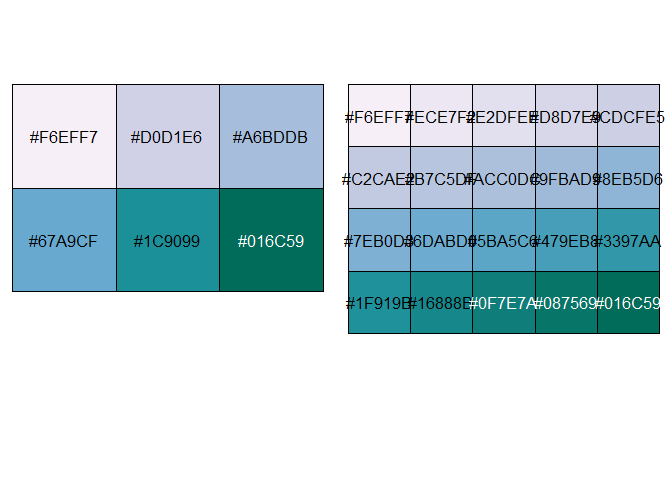 #F6EFF7 #D0D1E6 #A6BDDB
#67A9CF #1C9099 #016C59
#F6EFF7 #ECE7F2 #E2DFEE #D8D7E9 #CDCFE5
#C2CAE2 #B7C5DF #ACC0DC #9FBAD9 #8EB5D6
#7EB0D3 #6DABD0 #5BA5C6 #479EB8 #3397AA
#1F919B #16888B #0F7E7A #087569 #016C59